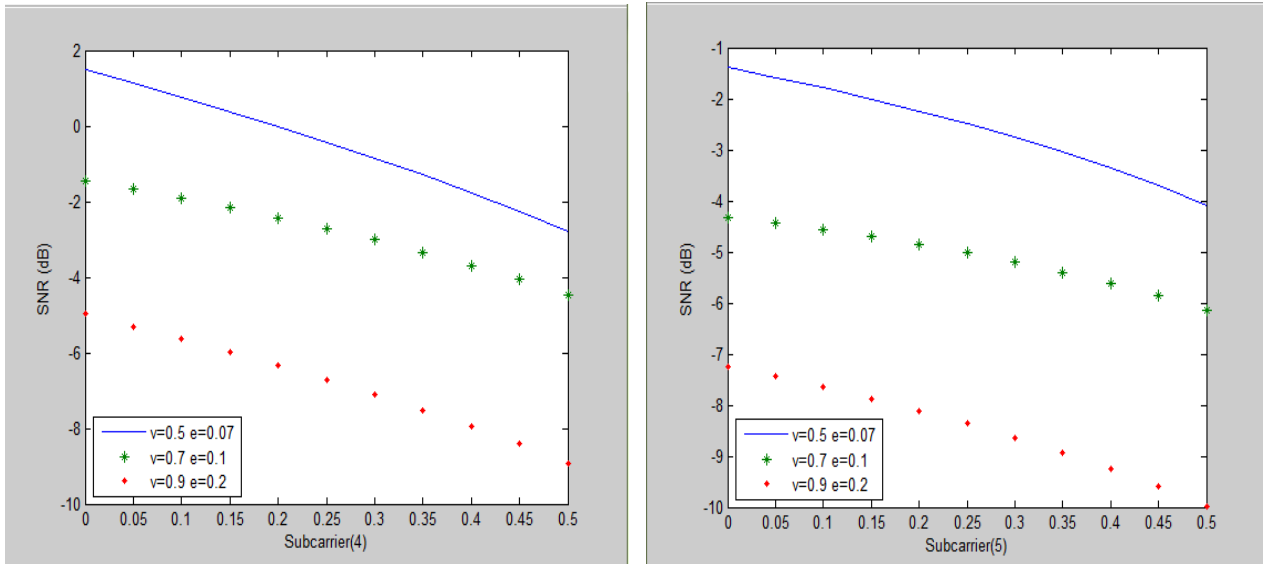 2
0
-2
-4
-6
-8
-10
SNR (dB)
v=0.5 e=0.07
v=0.7 e=0.1
v=0.9 e=0.2
0 0.05 0.1 0.15 0.2 0.25 0.3 0.35 0.4 0.45 0.5
Subcarrier(4)
-1
-2
-3
-4
-5
-6
-7
-8
-9
-10
SNR (dB)
v=0.5 e=0.07
v=0.7 e=0.1
v=0.9 e=0.2
0 0.05 0.1 0.15 0.2 0.25 0.3 0.35 0.4 0.45 0.5
Subcarrier(5)